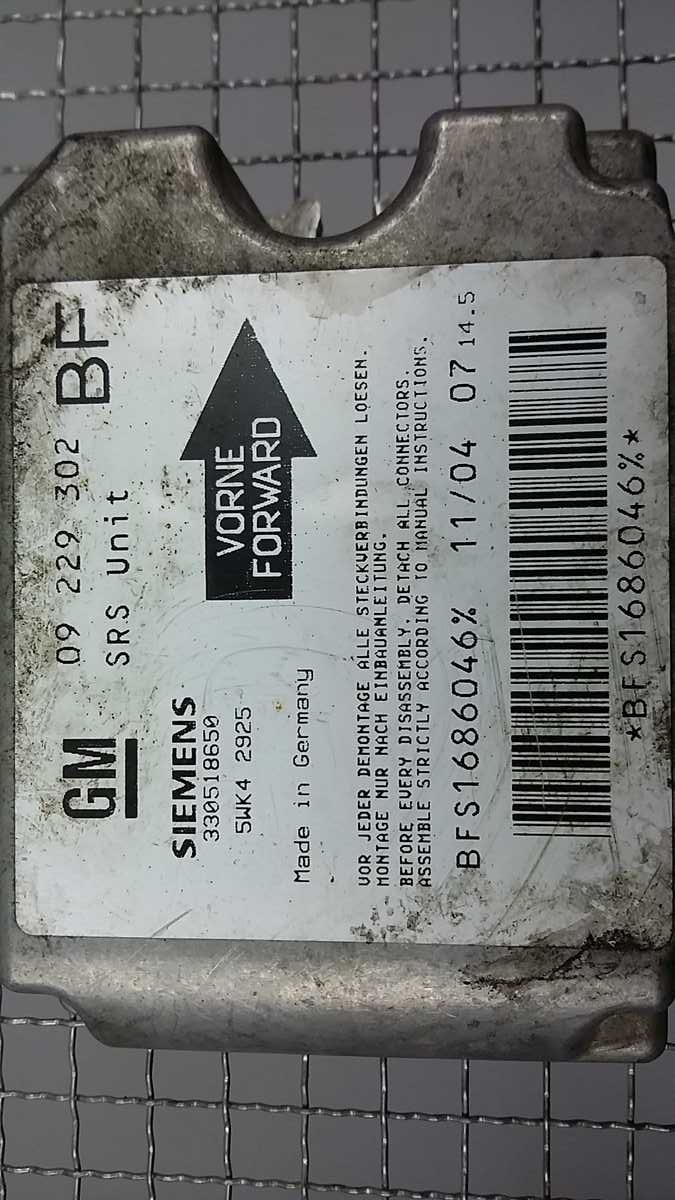 GM 09 229 302 BF
SRS Unit
SIEMENS
330518650
5WK4 2925
VORNE
FORWARD
Made in Germany
VOR JEDER DEMONTAGE ALLE STECKVERBINDUNGEN LOESEN.
MONTAGE NUR NACH EINBAUANLEITUNG.
BEFORE EVERY DISASSEMBLY, DETACH ALL CONNECTORS.
ASSEMBLE STRICTLY ACCORDING TO MANUAL INSTRUCTIONS.
BFS1686046% 11/04 07 14.5
*BFS1686046%*